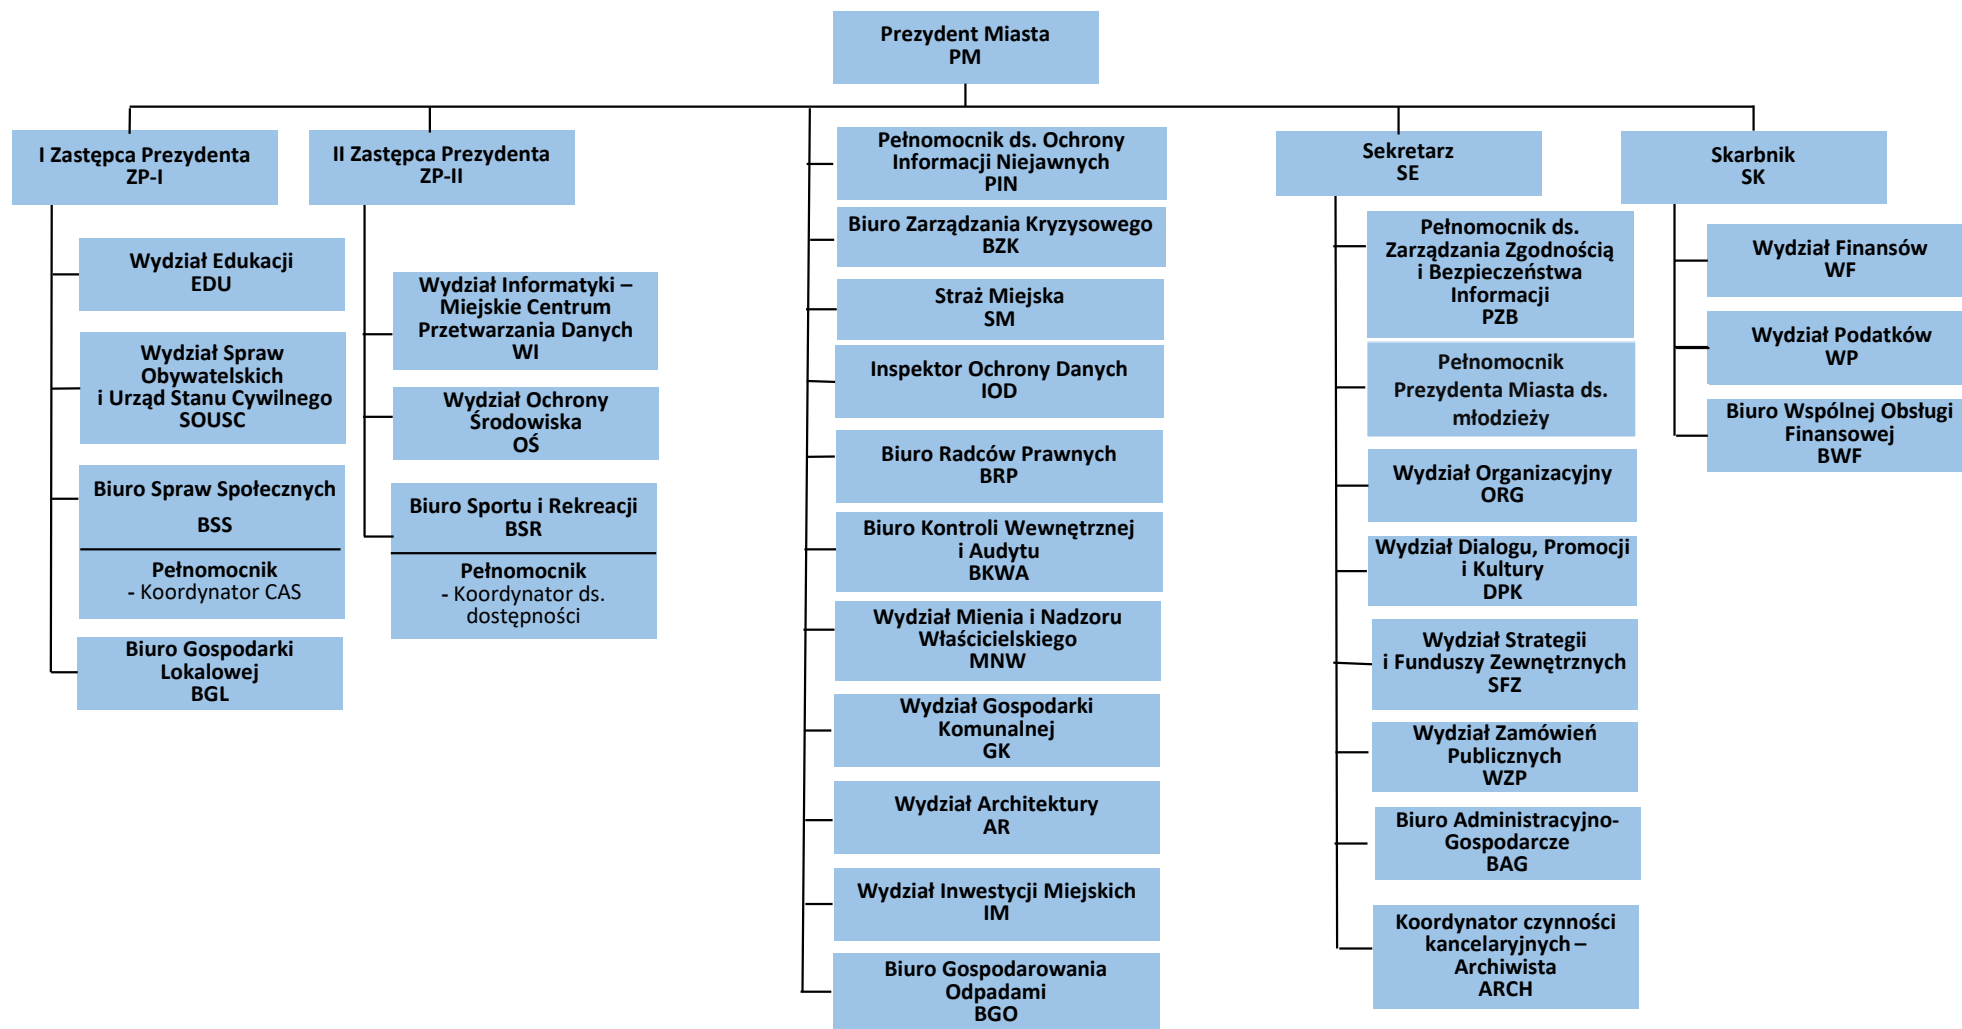 Prezydent Miasta
PM
I Zastępca Prezydenta
ZP-I
Wydział Edukacji
EDU
Wydział Spraw
Obywatelskich
i Urząd Stanu Cywilnego
SOUSC
Biuro Spraw Społecznych
BSS
Pełnomocnik
- Koordynator CAS
Biuro Gospodarki
Lokalowej
BGL
II Zastępca Prezydenta
ZP-II
Wydział Informatyki –
Miejskie Centrum
Przetwarzania Danych
WI
Wydział Ochrony
Środowiska
OŚ
Biuro Sportu i Rekreacji
BSR
Pełnomocnik
- Koordynator ds.
dostępności
Pełnomocnik ds. Ochrony
Informacji Niejawnych
PIN
Biuro Zarządzania Kryzysowego
BZK
Straż Miejska
SM
Inspektor Ochrony Danych
IOD
Biuro Radców Prawnych
BRP
Biuro Kontroli Wewnętrznej
i Audytu
BKWA
Wydział Mienia i Nadzoru
Właścicielskiego
MNW
Wydział Gospodarki
Komunalnej
GK
Wydział Architektury
AR
Wydział Inwestycji Miejskich
IM
Biuro Gospodarowania
Odpadami
BGO
Sekretarz
SE
Pełnomocnik ds.
Zarządzania Zgodnością
i Bezpieczeństwa
Informacji
PZB
Pełnomocnik
Prezydenta Miasta ds.
młodzieży
Wydział Organizacyjny
ORG
Wydział Dialogu, Promocji
i Kultury
DPK
Wydział Strategii
i Funduszy Zewnętrznych
SFZ
Wydział Zamówień
Publicznych
WZP
Biuro Administracyjno-
Gospodarcze
BAG
Koordynator czynności
kancelaryjnych –
Archiwista
ARCH
Skarbnik
SK
Wydział Finansów
WF
Wydział Podatków
WP
Biuro Wspólnej Obsługi
Finansowej
BWF